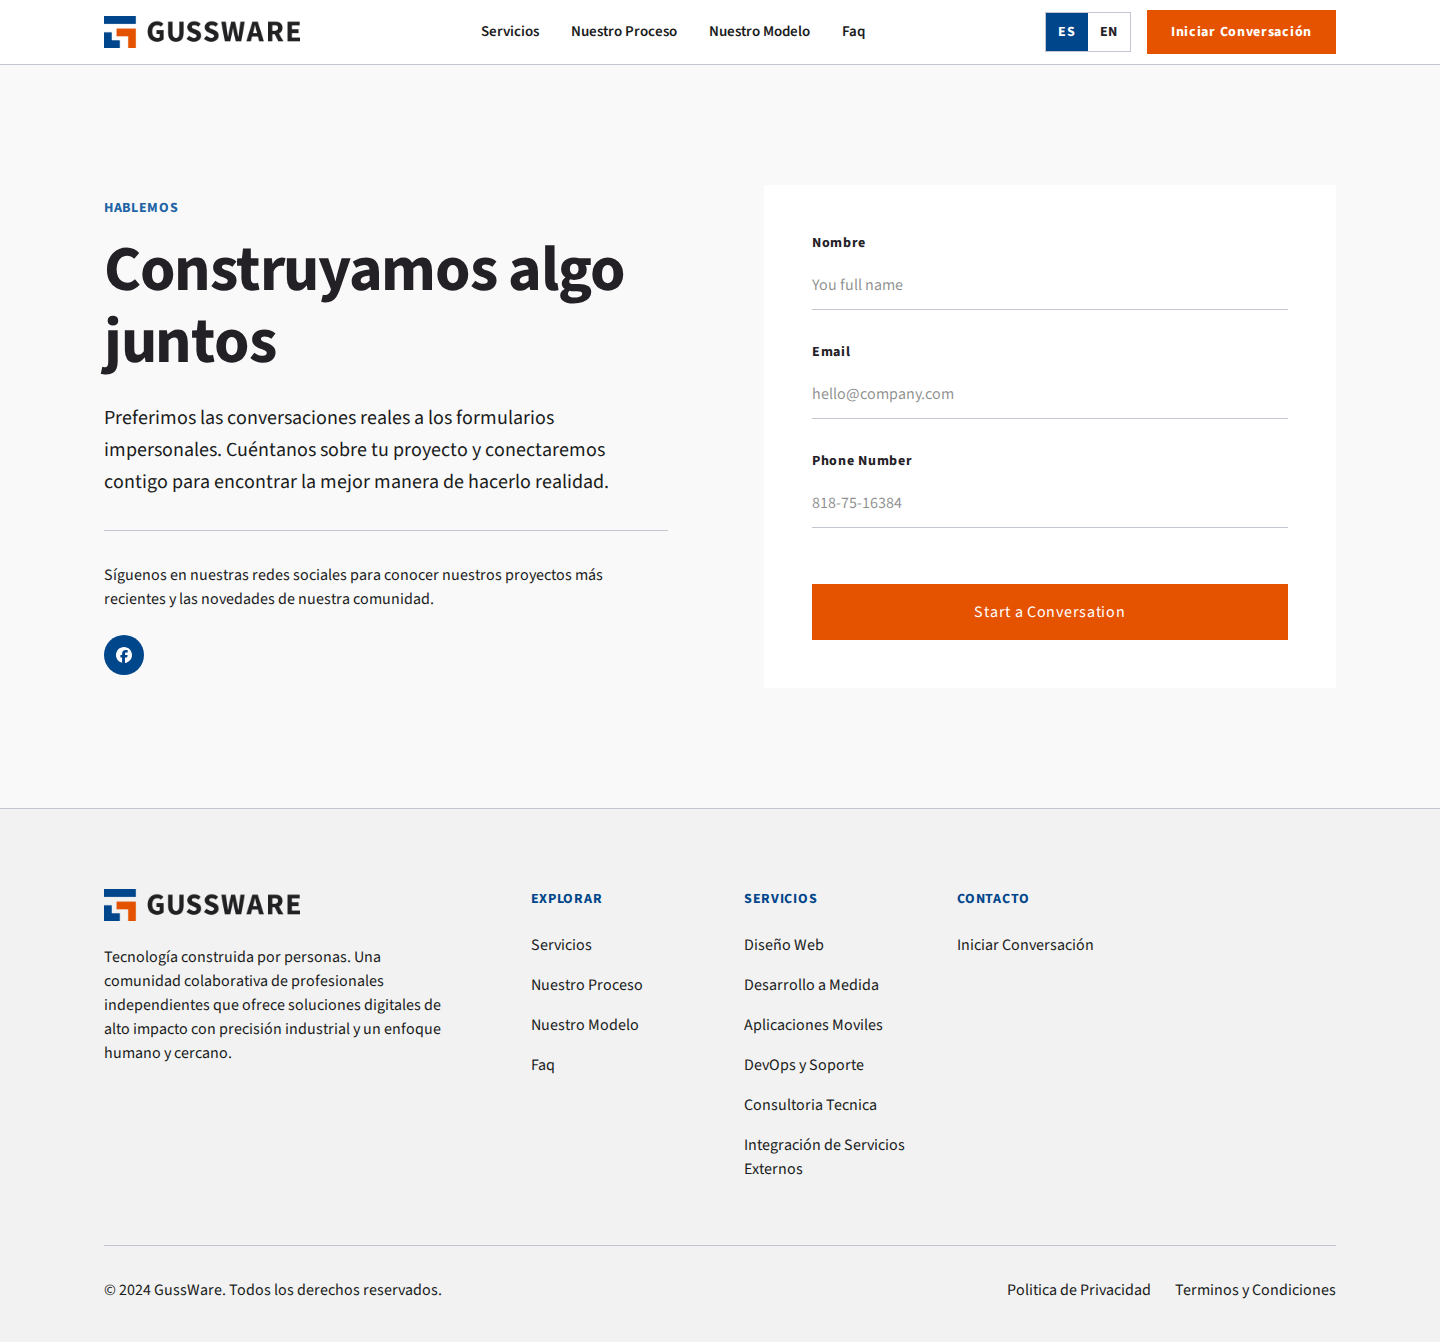 GUSSWARE
Servicios
Nuestro Proceso
Nuestro Modelo
Faq
ES
EN
Iniciar Conversación
HABLEMOS
Construyamos algo
juntos
Preferimos las conversaciones reales a los formularios
impersonales. Cuéntanos sobre tu proyecto y conectaremos
contigo para encontrar la mejor manera de hacerlo realidad.
Síguenos en nuestras redes sociales para conocer nuestros proyectos más
recientes y las novedades de nuestra comunidad.
Nombre
You full name
Email
hello@company.com
Phone Number
818-75-16384
Start a Conversation
GUSSWARE
Tecnología construida por personas. Una
comunidad colaborativa de profesionales
independientes que ofrece soluciones digitales de
alto impacto con precisión industrial y un enfoque
humano y cercano.
EXPLORAR
Servicios
Nuestro Proceso
Nuestro Modelo
Faq
SERVICIOS
Diseño Web
Desarrollo a Medida
Aplicaciones Moviles
DevOps y Soporte
Consultoria Tecnica
Integración de Servicios
Externos
CONTACTO
Iniciar Conversación
© 2024 GussWare. Todos los derechos reservados.
Politica de Privacidad
Terminos y Condiciones